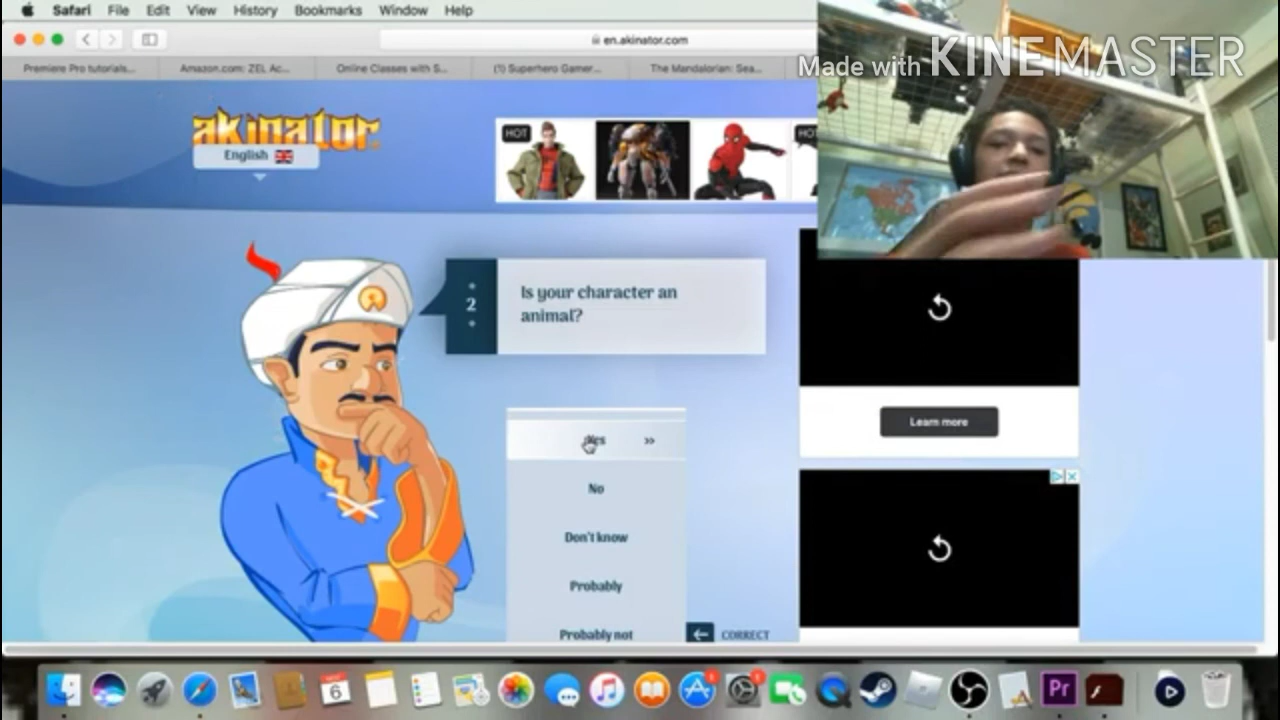 Safari File Edit View History Bookmarks Window Help
en.akinator.com
Made with KINEMASTER
Premiere Pro tutorials... Amazon.com: ZEL Ac... Online Classes with S... (1) Superhero Gamer... The Mandalorian: Sea...
akinator
English
HOT
2
Is your character an
animal?
Yes
No
Don't know
Probably
Probably not
CORRECT
Learn more
6
Pr